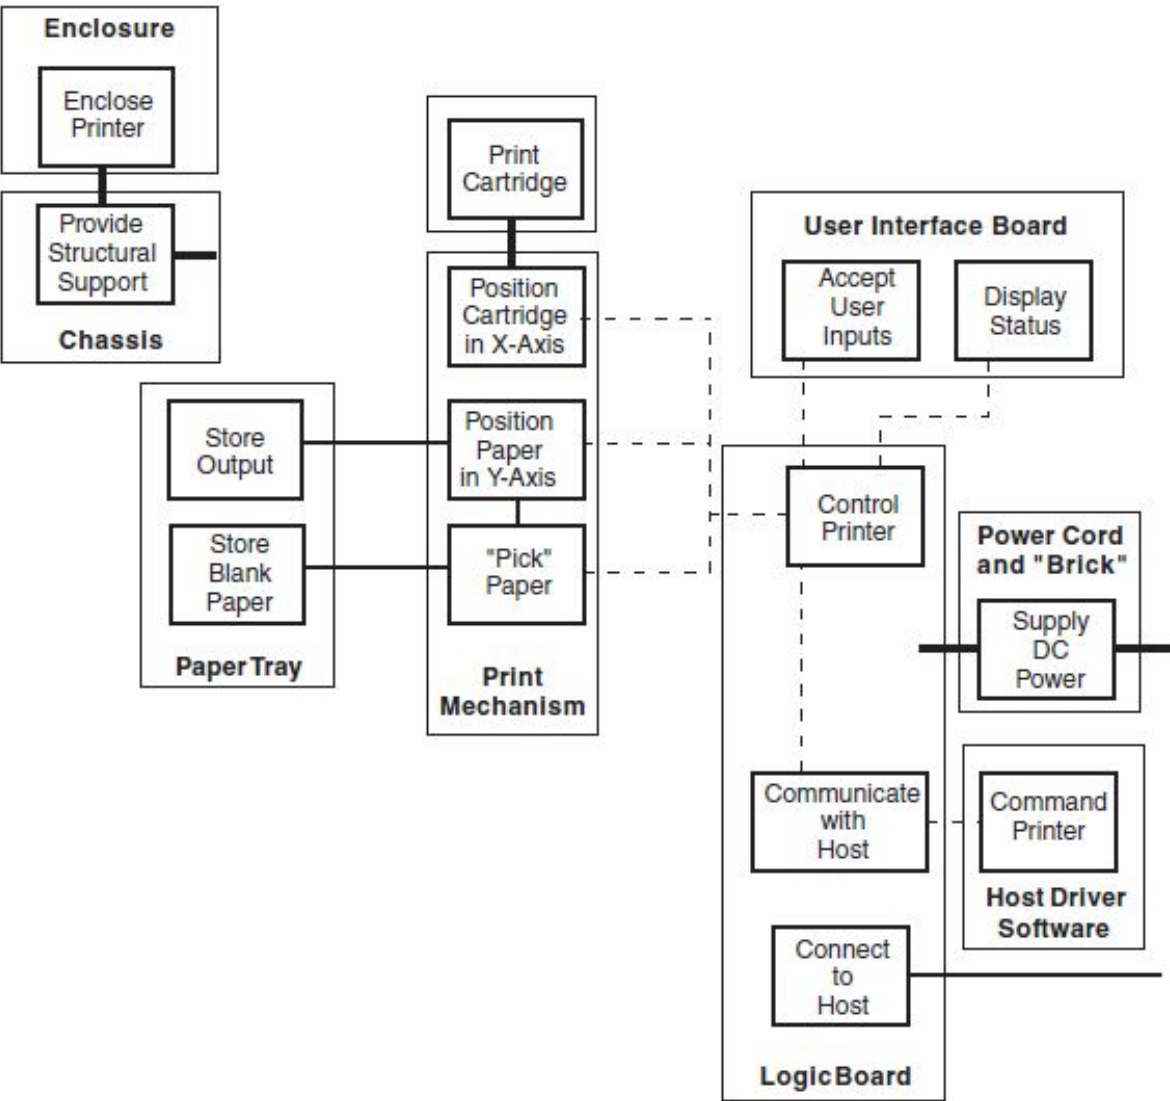 Enclosure
Enclose
Printer
Provide
Structural
Support
Chassis
Print
Cartridge
Position
Cartridge
in X-Axis
Position
Paper
in Y-Axis
"Pick"
Paper
Print
Mechanism
Store
Output
Store
Blank
Paper
Paper Tray
User Interface Board
Accept
User
Inputs
Display
Status
Control
Printer
Communicate
with
Host
Connect
to
Host
Logic Board
Power Cord
and "Brick"
Supply
DC
Power
Command
Printer
Host Driver
Software